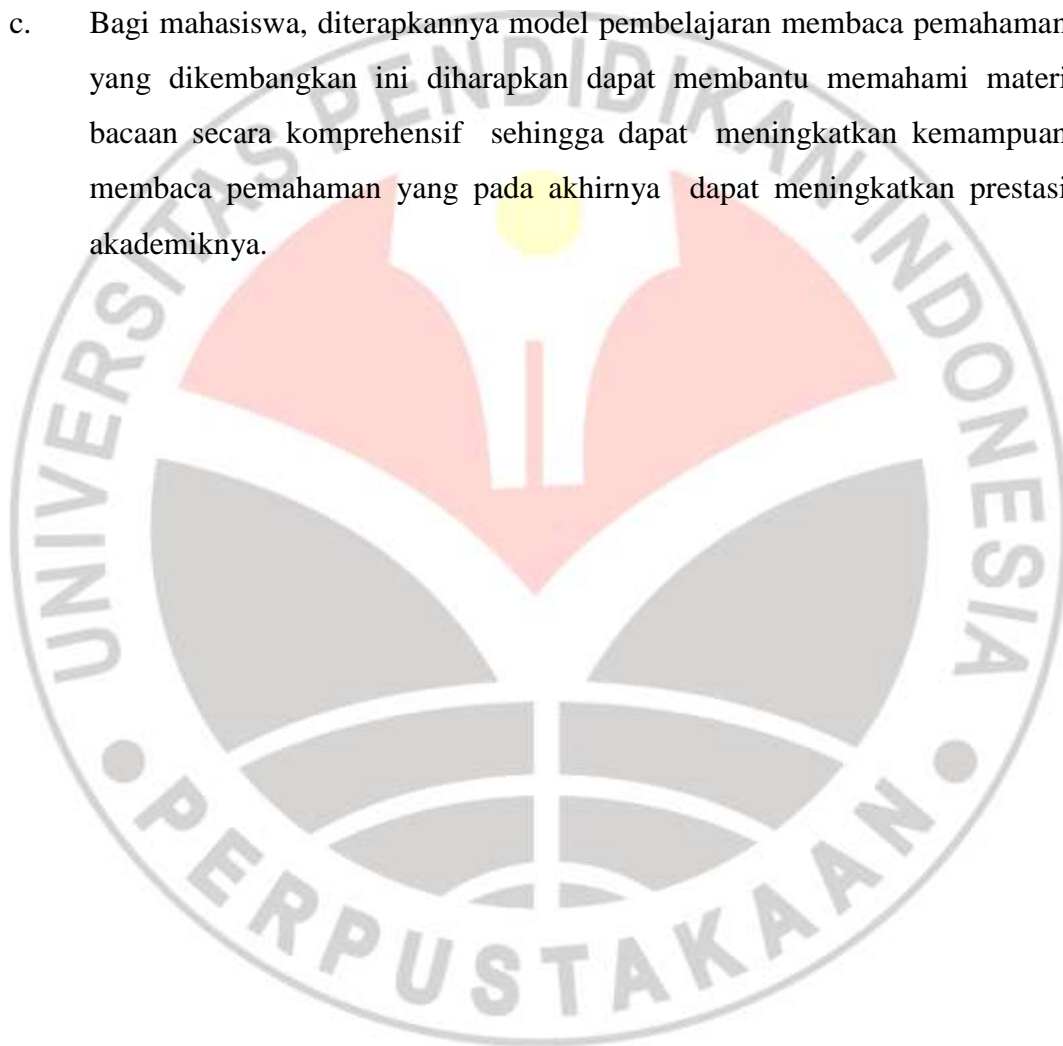 c. Bagi mahasiswa, diterapkannya model pembelajaran membaca pemahaman
yang dikembangkan ini diharapkan dapat membantu memahami materi
bacaan secara komprehensif sehingga dapat meningkatkan kemampuan
membaca pemahaman yang pada akhirnya dapat meningkatkan prestasi
akademiknya.
UNIVERSITAS PENDIDIKAN INDONESIA
PERPUSTAKAAN